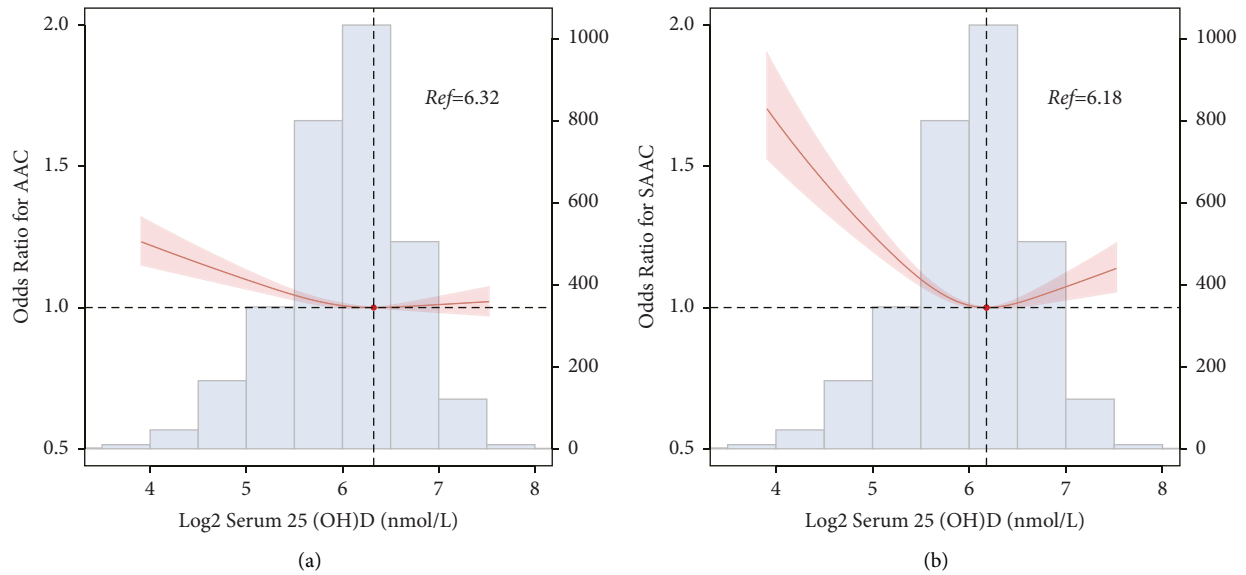 2.0
1.5
1.0
0.5
Odds Ratio for AAC
Ref=6.32
1000
800
600
400
200
0
4 5 6 7 8
Log2 Serum 25 (OH)D (nmol/L)
(a)
2.0
1.5
1.0
0.5
Odds Ratio for SAAC
Ref=6.18
1000
800
600
400
200
0
4 5 6 7 8
Log2 Serum 25 (OH)D (nmol/L)
(b)